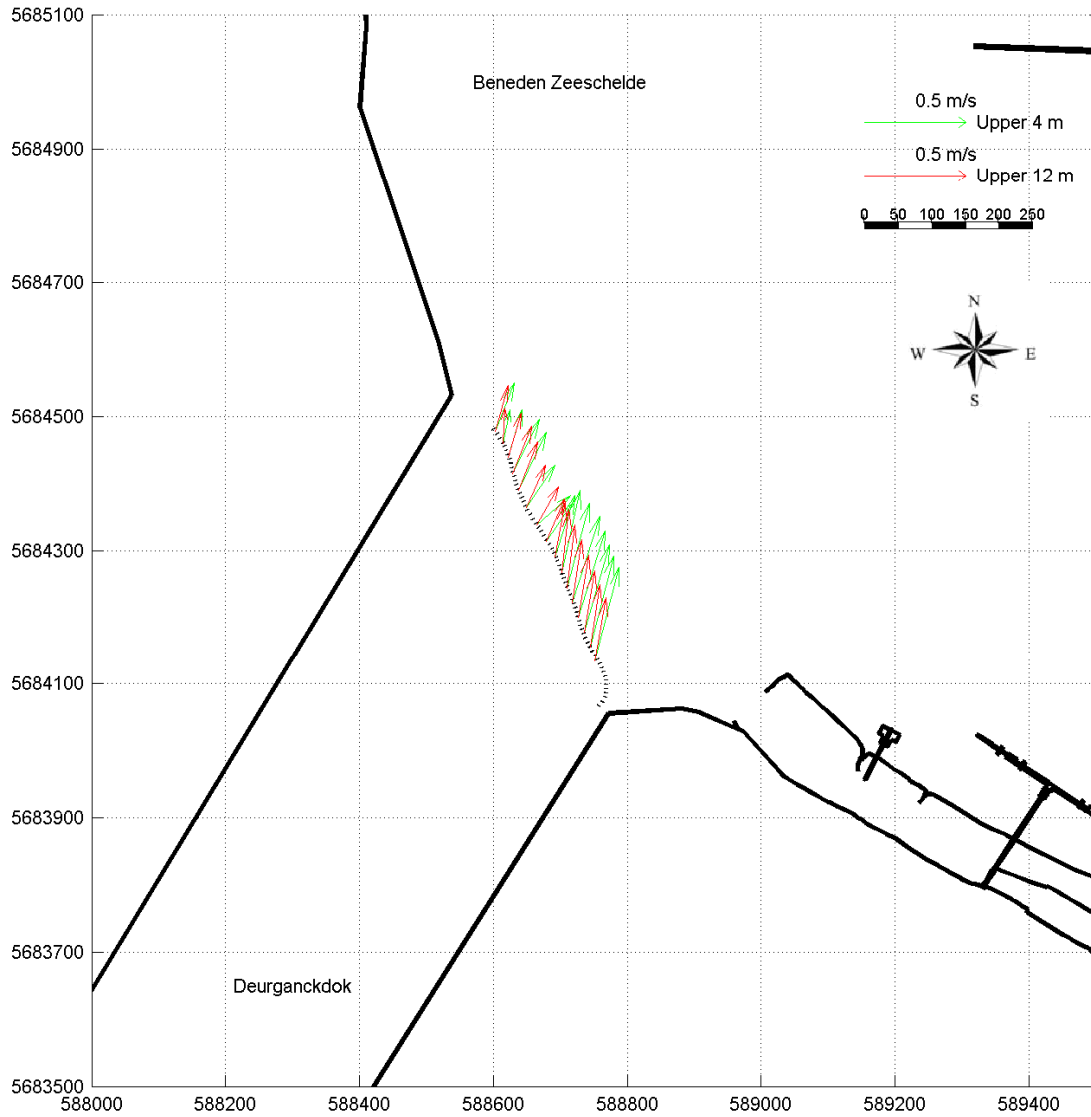 5685100
Beneden Zeeschelde
0.5 m/s
Upper 4 m
5684900
0.5 m/s
Upper 12 m
0 50 100 150 200 250
5684700
N
W E
S
5684500
5684300
5684100
5683900
5683700
Deurganckdok
5683500
588000 588200 588400 588600 588800 589000 589200 589400